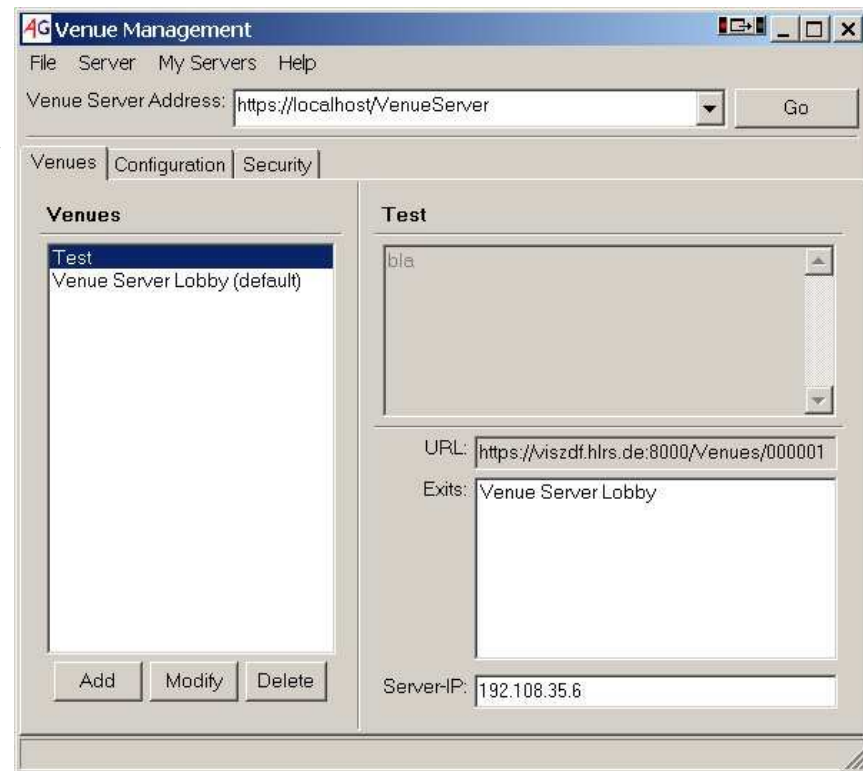 AG Venue Management
File Server My Servers Help
Venue Server Address: https://localhost/VenueServer Go
Venues Configuration Security
Venues
Test
Venue Server Lobby (default)
Add Modify Delete
Test
bla
URL: https://viszdf.hlrs.de:8000/Venues/000001
Exits: Venue Server Lobby
Server-IP: 192.108.35.6